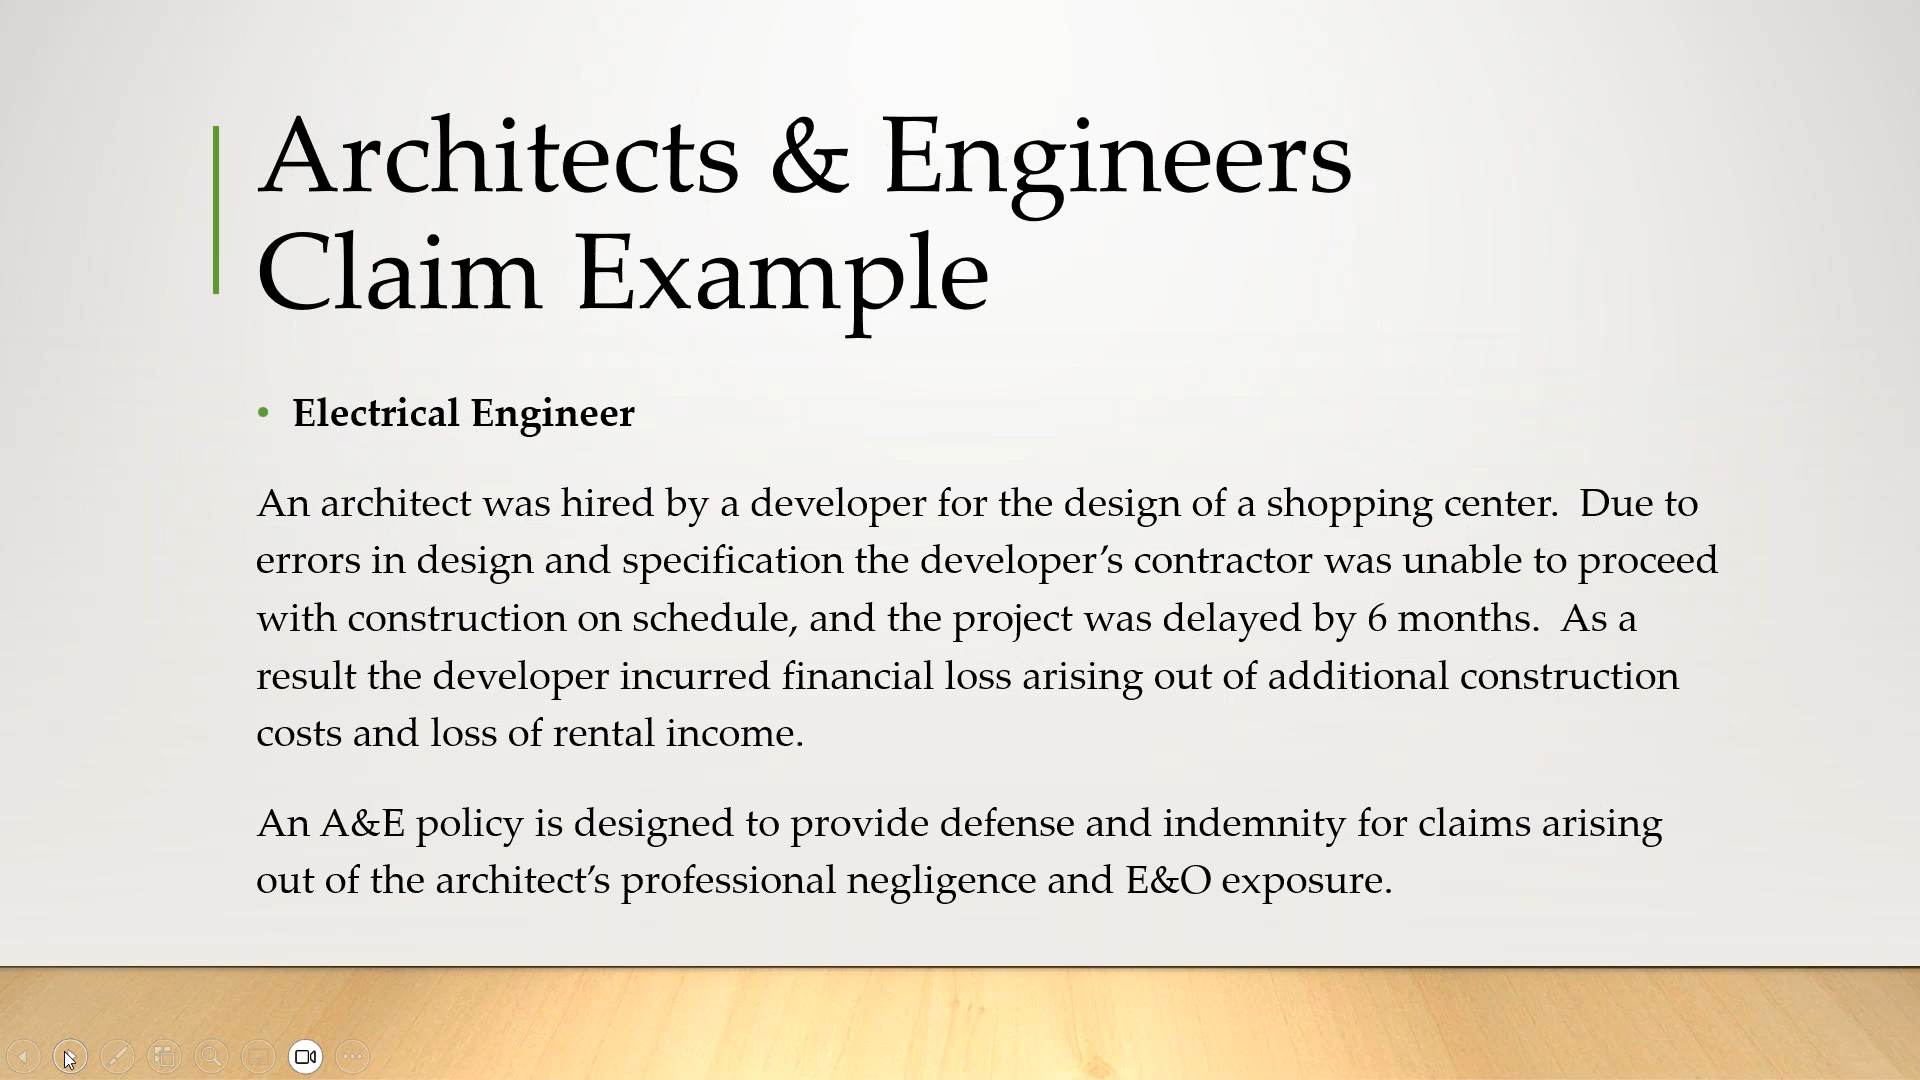 Architects & Engineers
Claim Example
• Electrical Engineer
An architect was hired by a developer for the design of a shopping center.  Due to
errors in design and specification the developer’s contractor was unable to proceed
with construction on schedule, and the project was delayed by 6 months.  As a
result the developer incurred financial loss arising out of additional construction
costs and loss of rental income.
An A&E policy is designed to provide defense and indemnity for claims arising
out of the architect’s professional negligence and E&O exposure.